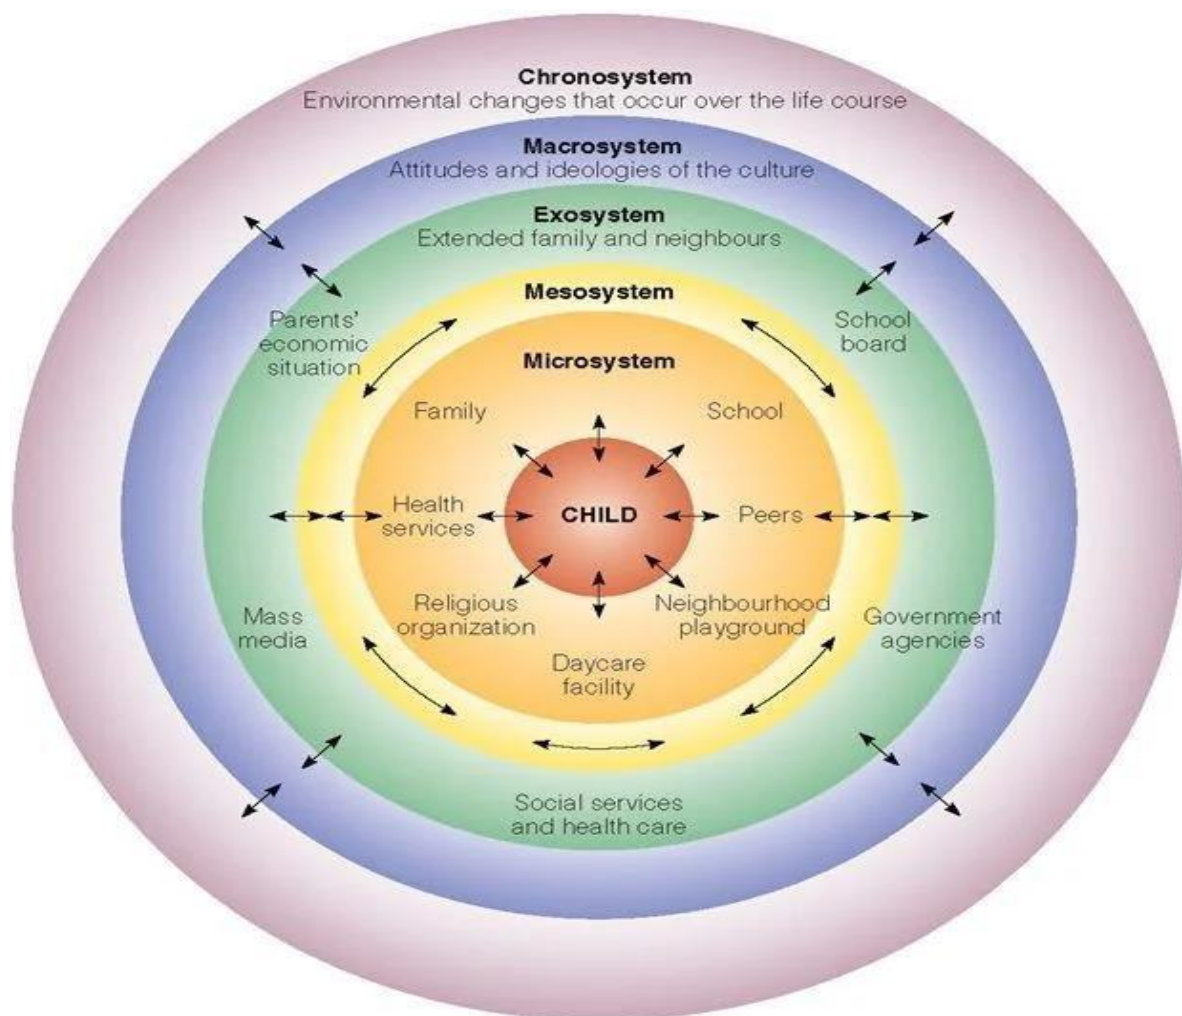 Chronosystem
Environmental changes that occur over the life course
Macrosystem
Attitudes and ideologies of the culture
Exosystem
Extended family and neighbours
Mesosystem
Parents'
economic
situation
School
board
Microsystem
Family
School
Health
services
CHILD
Peers
Religious
organization
Neighbourhood
playground
Mass
media
Government
agencies
Daycare
facility
Social services
and health care